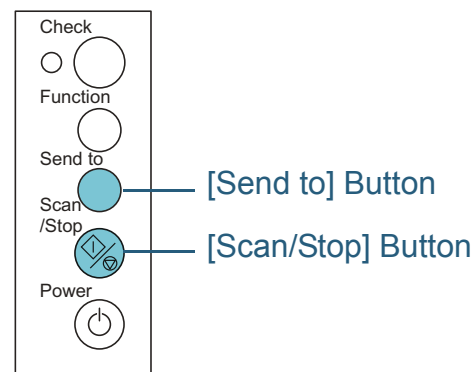 Check
Function
Send to
[Send to] Button
Scan
/Stop
[Scan/Stop] Button
Power